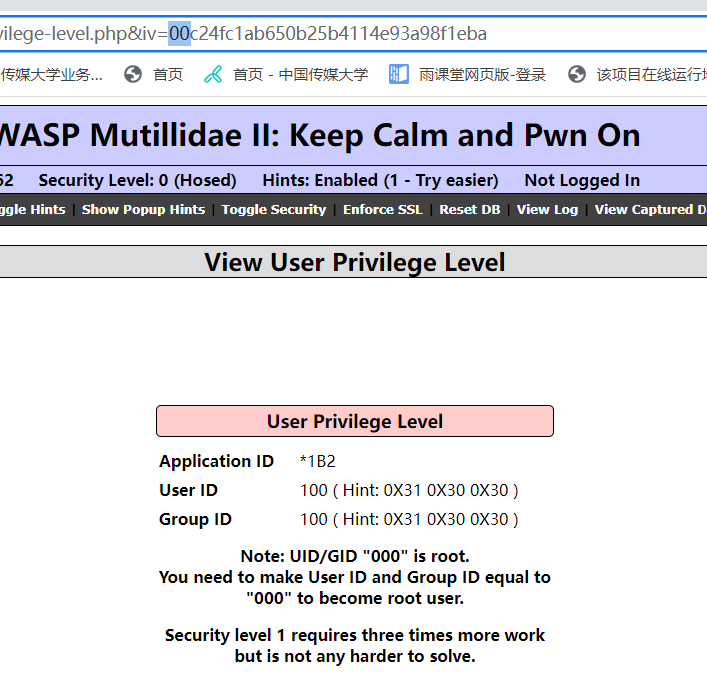 vilege-level.php&iv=00c24fc1ab650b25b4114e93a98f1eba
传媒大学业务... 首页 首页 - 中国传媒大学 雨课堂网页版-登录 该项目在线运行
WASP Mutillidae II: Keep Calm and Pwn On
62 Security Level: 0 (Hosed) Hints: Enabled (1 - Try easier) Not Logged In
ggle Hints | Show Popup Hints | Toggle Security | Enforce SSL | Reset DB | View Log | View Captured D
View User Privilege Level
User Privilege Level
Application ID *1B2
User ID 100 ( Hint: 0X31 0X30 0X30 )
Group ID 100 ( Hint: 0X31 0X30 0X30 )
Note: UID/GID "000" is root.
You need to make User ID and Group ID equal to
"000" to become root user.
Security level 1 requires three times more work
but is not any harder to solve.